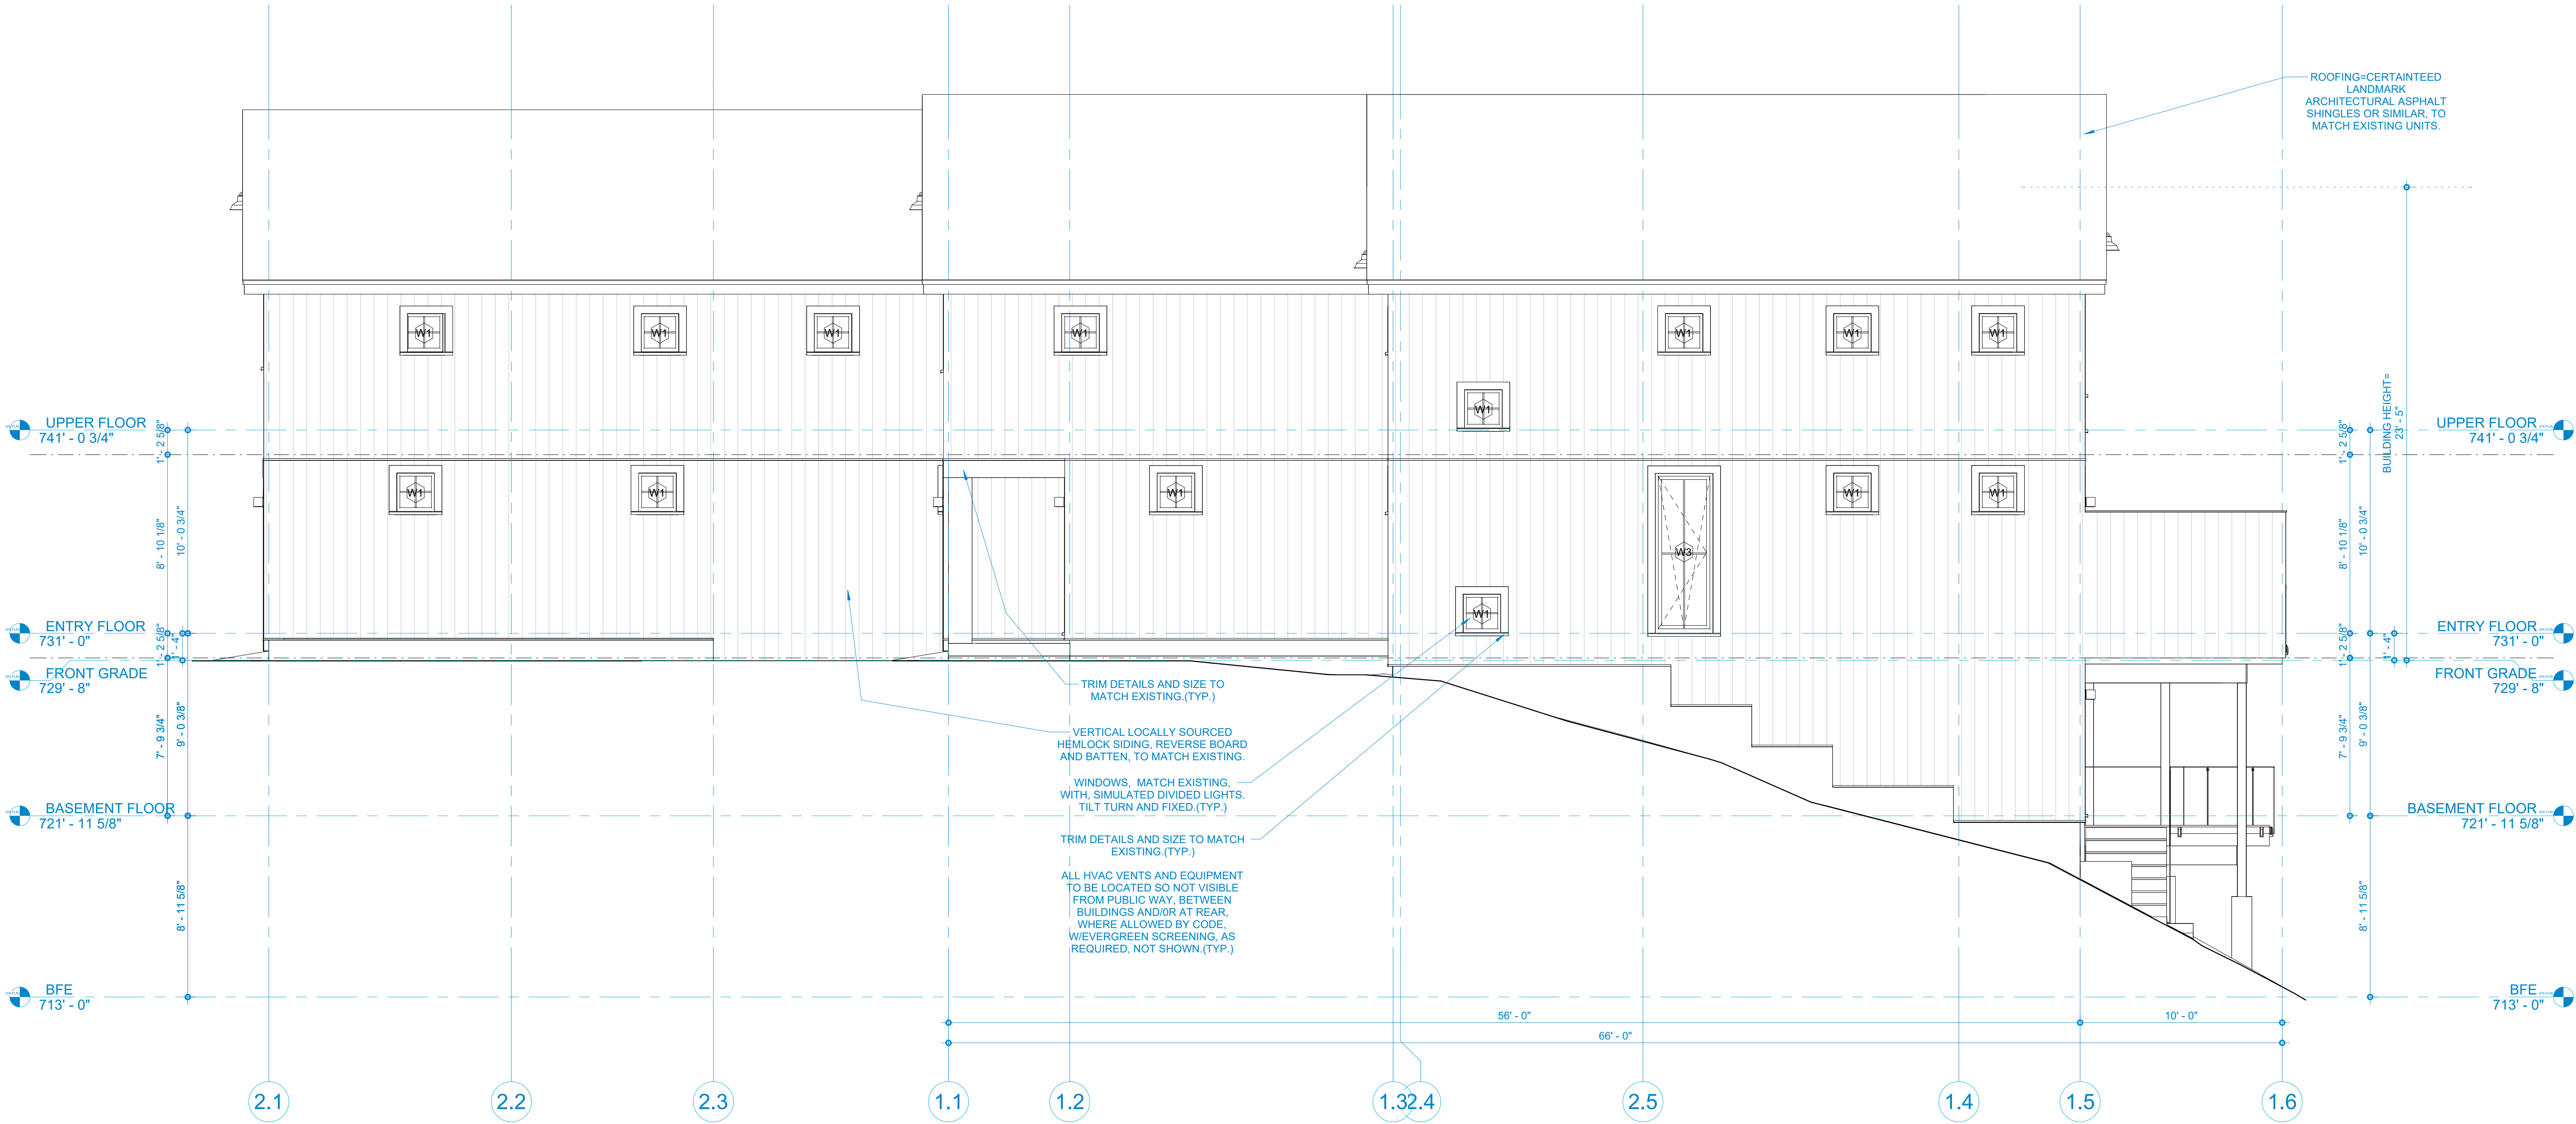 ROOFING=CERTAINTEED
LANDMARK
ARCHITECTURAL ASPHALT
SHINGLES OR SIMILAR, TO
MATCH EXISTING UNITS.
W1
W1
W1
W1
W1
W1
W1
W1
UPPER FLOOR
741' - 0 3/4"
1' - 2 5/8"
8' - 10 1/8"
10' - 0 3/4"
W1
W1
W1
W3
W1
W1
W1
ENTRY FLOOR
731' - 0"
1' - 2 5/8"
1' - 4"
FRONT GRADE
729' - 8"
7' - 9 3/4"
9' - 0 3/8"
BASEMENT FLOOR
721' - 11 5/8"
8' - 11 5/8"
BFE
713' - 0"
TRIM DETAILS AND SIZE TO
MATCH EXISTING.(TYP.)
VERTICAL LOCALLY SOURCED
HEMLOCK SIDING, REVERSE BOARD
AND BATTEN, TO MATCH EXISTING.
WINDOWS, MATCH EXISTING,
WITH, SIMULATED DIVIDED LIGHTS.
TILT TURN AND FIXED.(TYP.)
TRIM DETAILS AND SIZE TO MATCH
EXISTING.(TYP.)
ALL HVAC VENTS AND EQUIPMENT
TO BE LOCATED SO NOT VISIBLE
FROM PUBLIC WAY, BETWEEN
BUILDINGS AND/0R AT REAR,
WHERE ALLOWED BY CODE,
W/EVERGREEN SCREENING, AS
REQUIRED, NOT SHOWN.(TYP.)
BUILDING HEIGHT=
23' - 5"
UPPER FLOOR
741' - 0 3/4"
1' - 2 5/8"
8' - 10 1/8"
10' - 0 3/4"
ENTRY FLOOR
731' - 0"
1' - 2 5/8"
1' - 4"
FRONT GRADE
729' - 8"
7' - 9 3/4"
9' - 0 3/8"
BASEMENT FLOOR
721' - 11 5/8"
8' - 11 5/8"
BFE
713' - 0"
56' - 0"
10' - 0"
66' - 0"
2.1
2.2
2.3
1.1
1.2
1.3
2.4
2.5
1.4
1.5
1.6